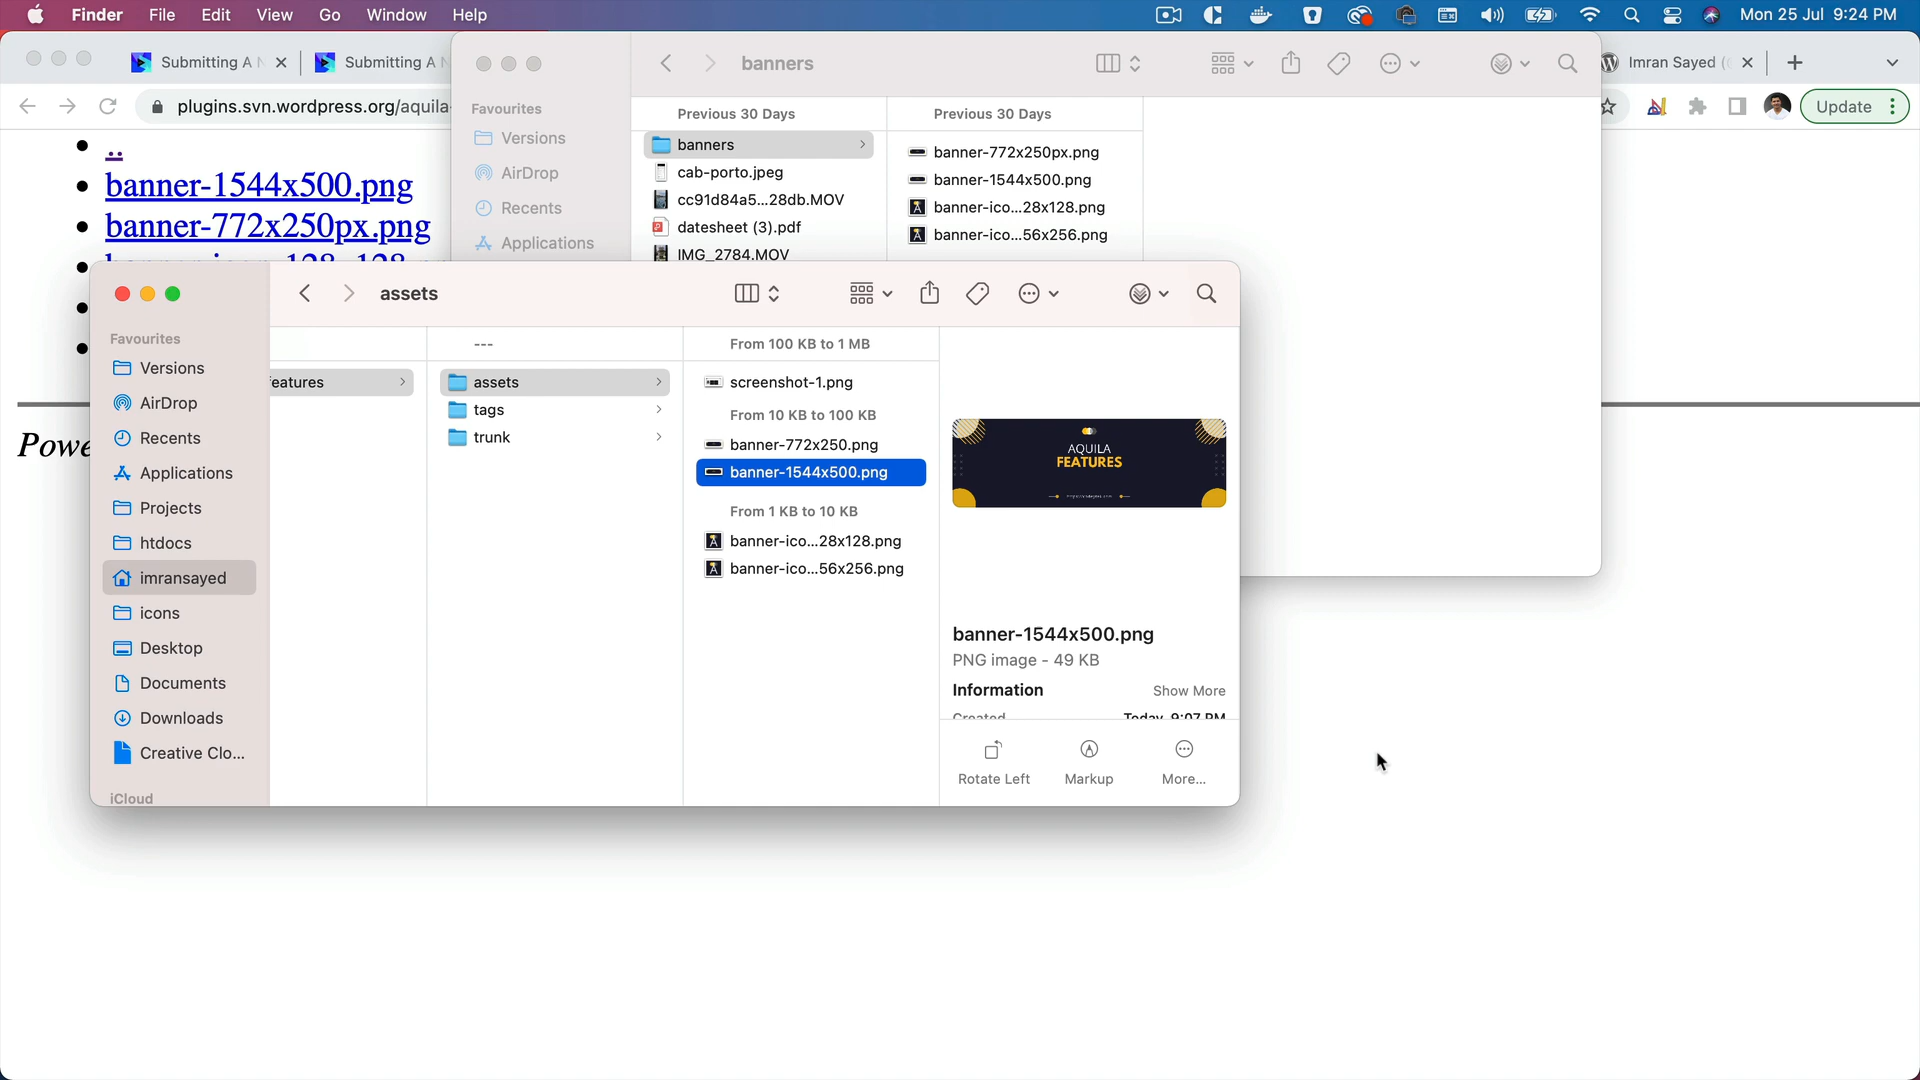 Finder File Edit View Go Window Help Mon 25 Jul 9:24 PM
Submitting A N
Submitting A N
Imran Sayed (
plugins.svn.wordpress.org/aquila-
Update
..
banner-1544x500.png
banner-772x250px.png
Powe
banners
Favourites
Versions
AirDrop
Recents
Applications
Previous 30 Days
banners
cab-porto.jpeg
cc91d84a5...28db.MOV
datesheet (3).pdf
IMG_2784.MOV
Previous 30 Days
banner-772x250px.png
banner-1544x500.png
banner-ico...28x128.png
banner-ico...56x256.png
assets
Favourites
Versions
AirDrop
Recents
Applications
Projects
htdocs
imransayed
icons
Desktop
Documents
Downloads
Creative Clo...
iCloud
eatures
---
assets
tags
trunk
From 100 KB to 1 MB
screenshot-1.png
From 10 KB to 100 KB
banner-772x250.png
banner-1544x500.png
From 1 KB to 10 KB
banner-ico...28x128.png
banner-ico...56x256.png
AQUILA
FEATURES
banner-1544x500.png
PNG image - 49 KB
Information Show More
Created Today, 9:07 PM
Rotate Left Markup More...